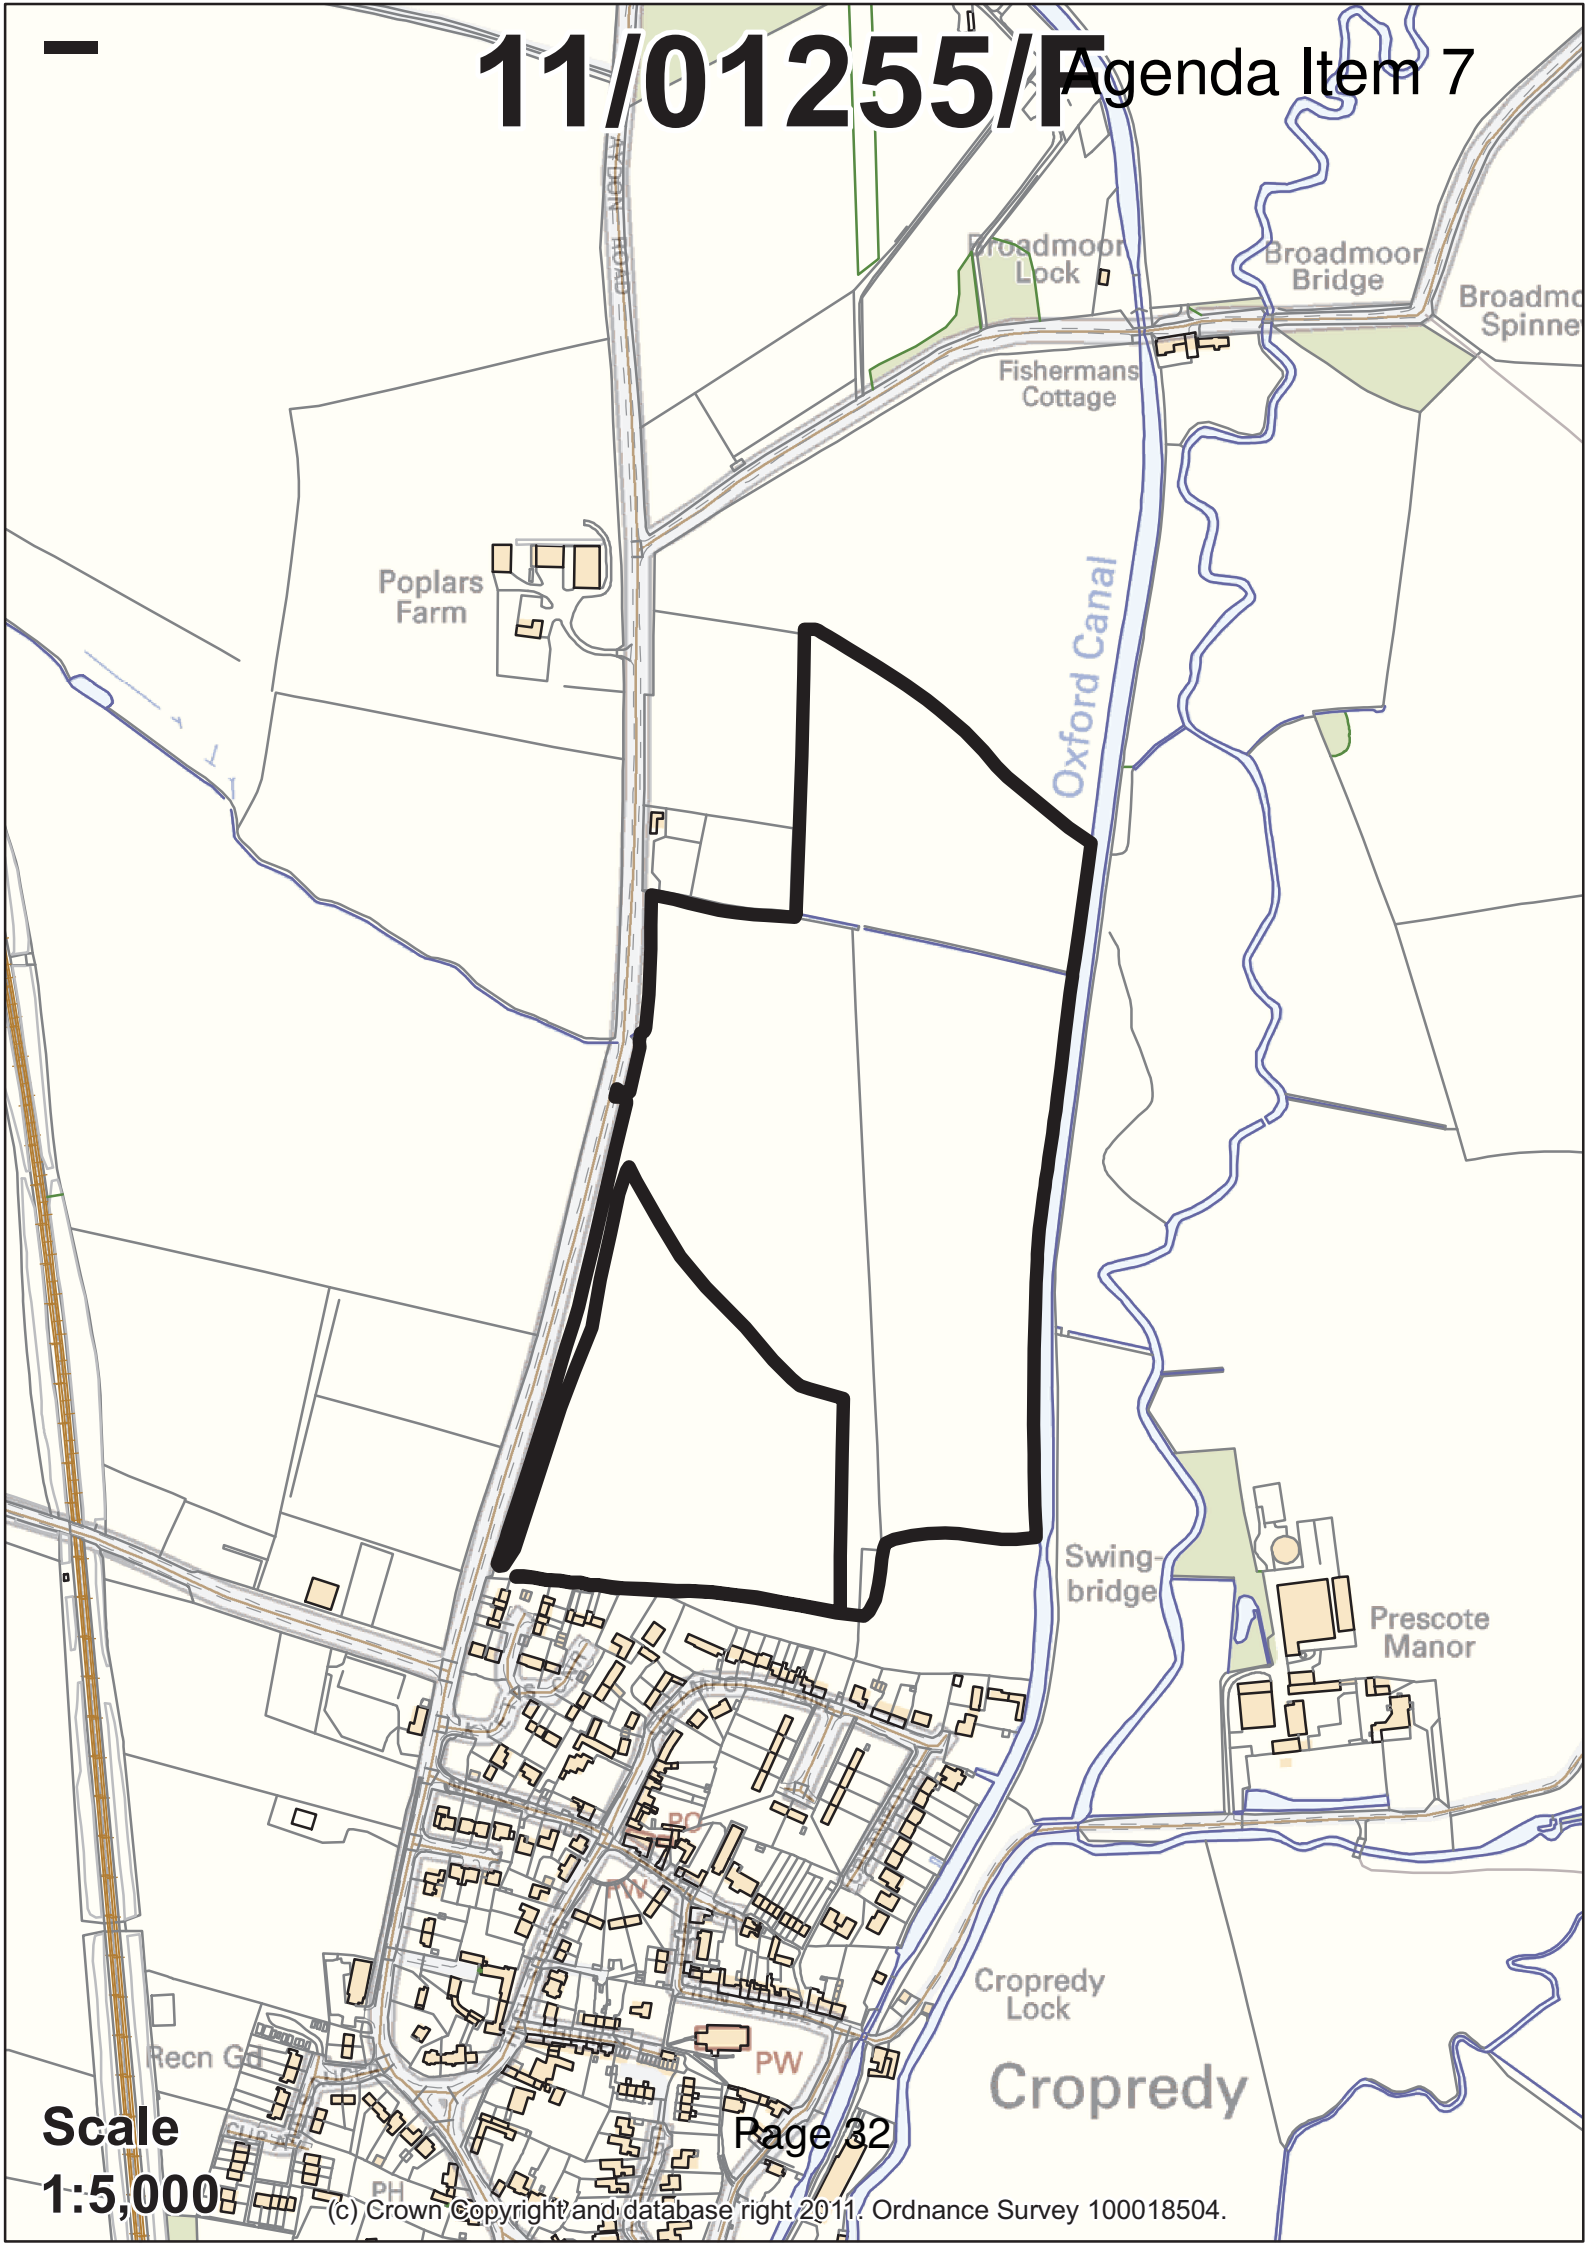 11/01255/F
Agenda Item 7
ROAD
Broadmoor
Lock
Broadmoor
Bridge
Fishermans
Cottage
Poplars
Farm
Oxford Canal
Swing-
bridge
Prescote
Manor
PO
PW
Cropredy
Lock
STREET
PW
Recn Gd
Cropredy
Page 32
Scale
1:5,000
PH
(c) Crown Copyright and database right 2011. Ordnance Survey 100018504.